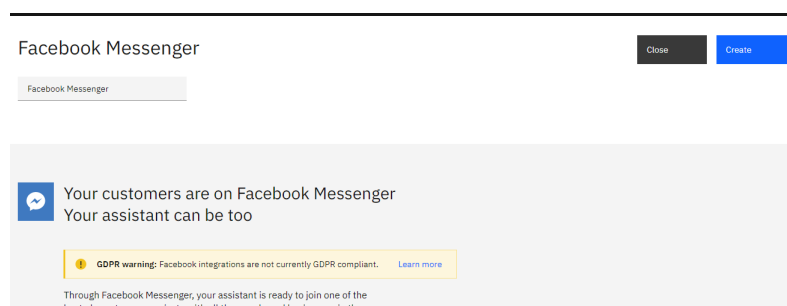 Facebook Messenger
Close
Create
Facebook Messenger
Your customers are on Facebook Messenger
Your assistant can be too
GDPR warning: Facebook integrations are not currently GDPR compliant. Learn more
Through Facebook Messenger, your assistant is ready to join one of the